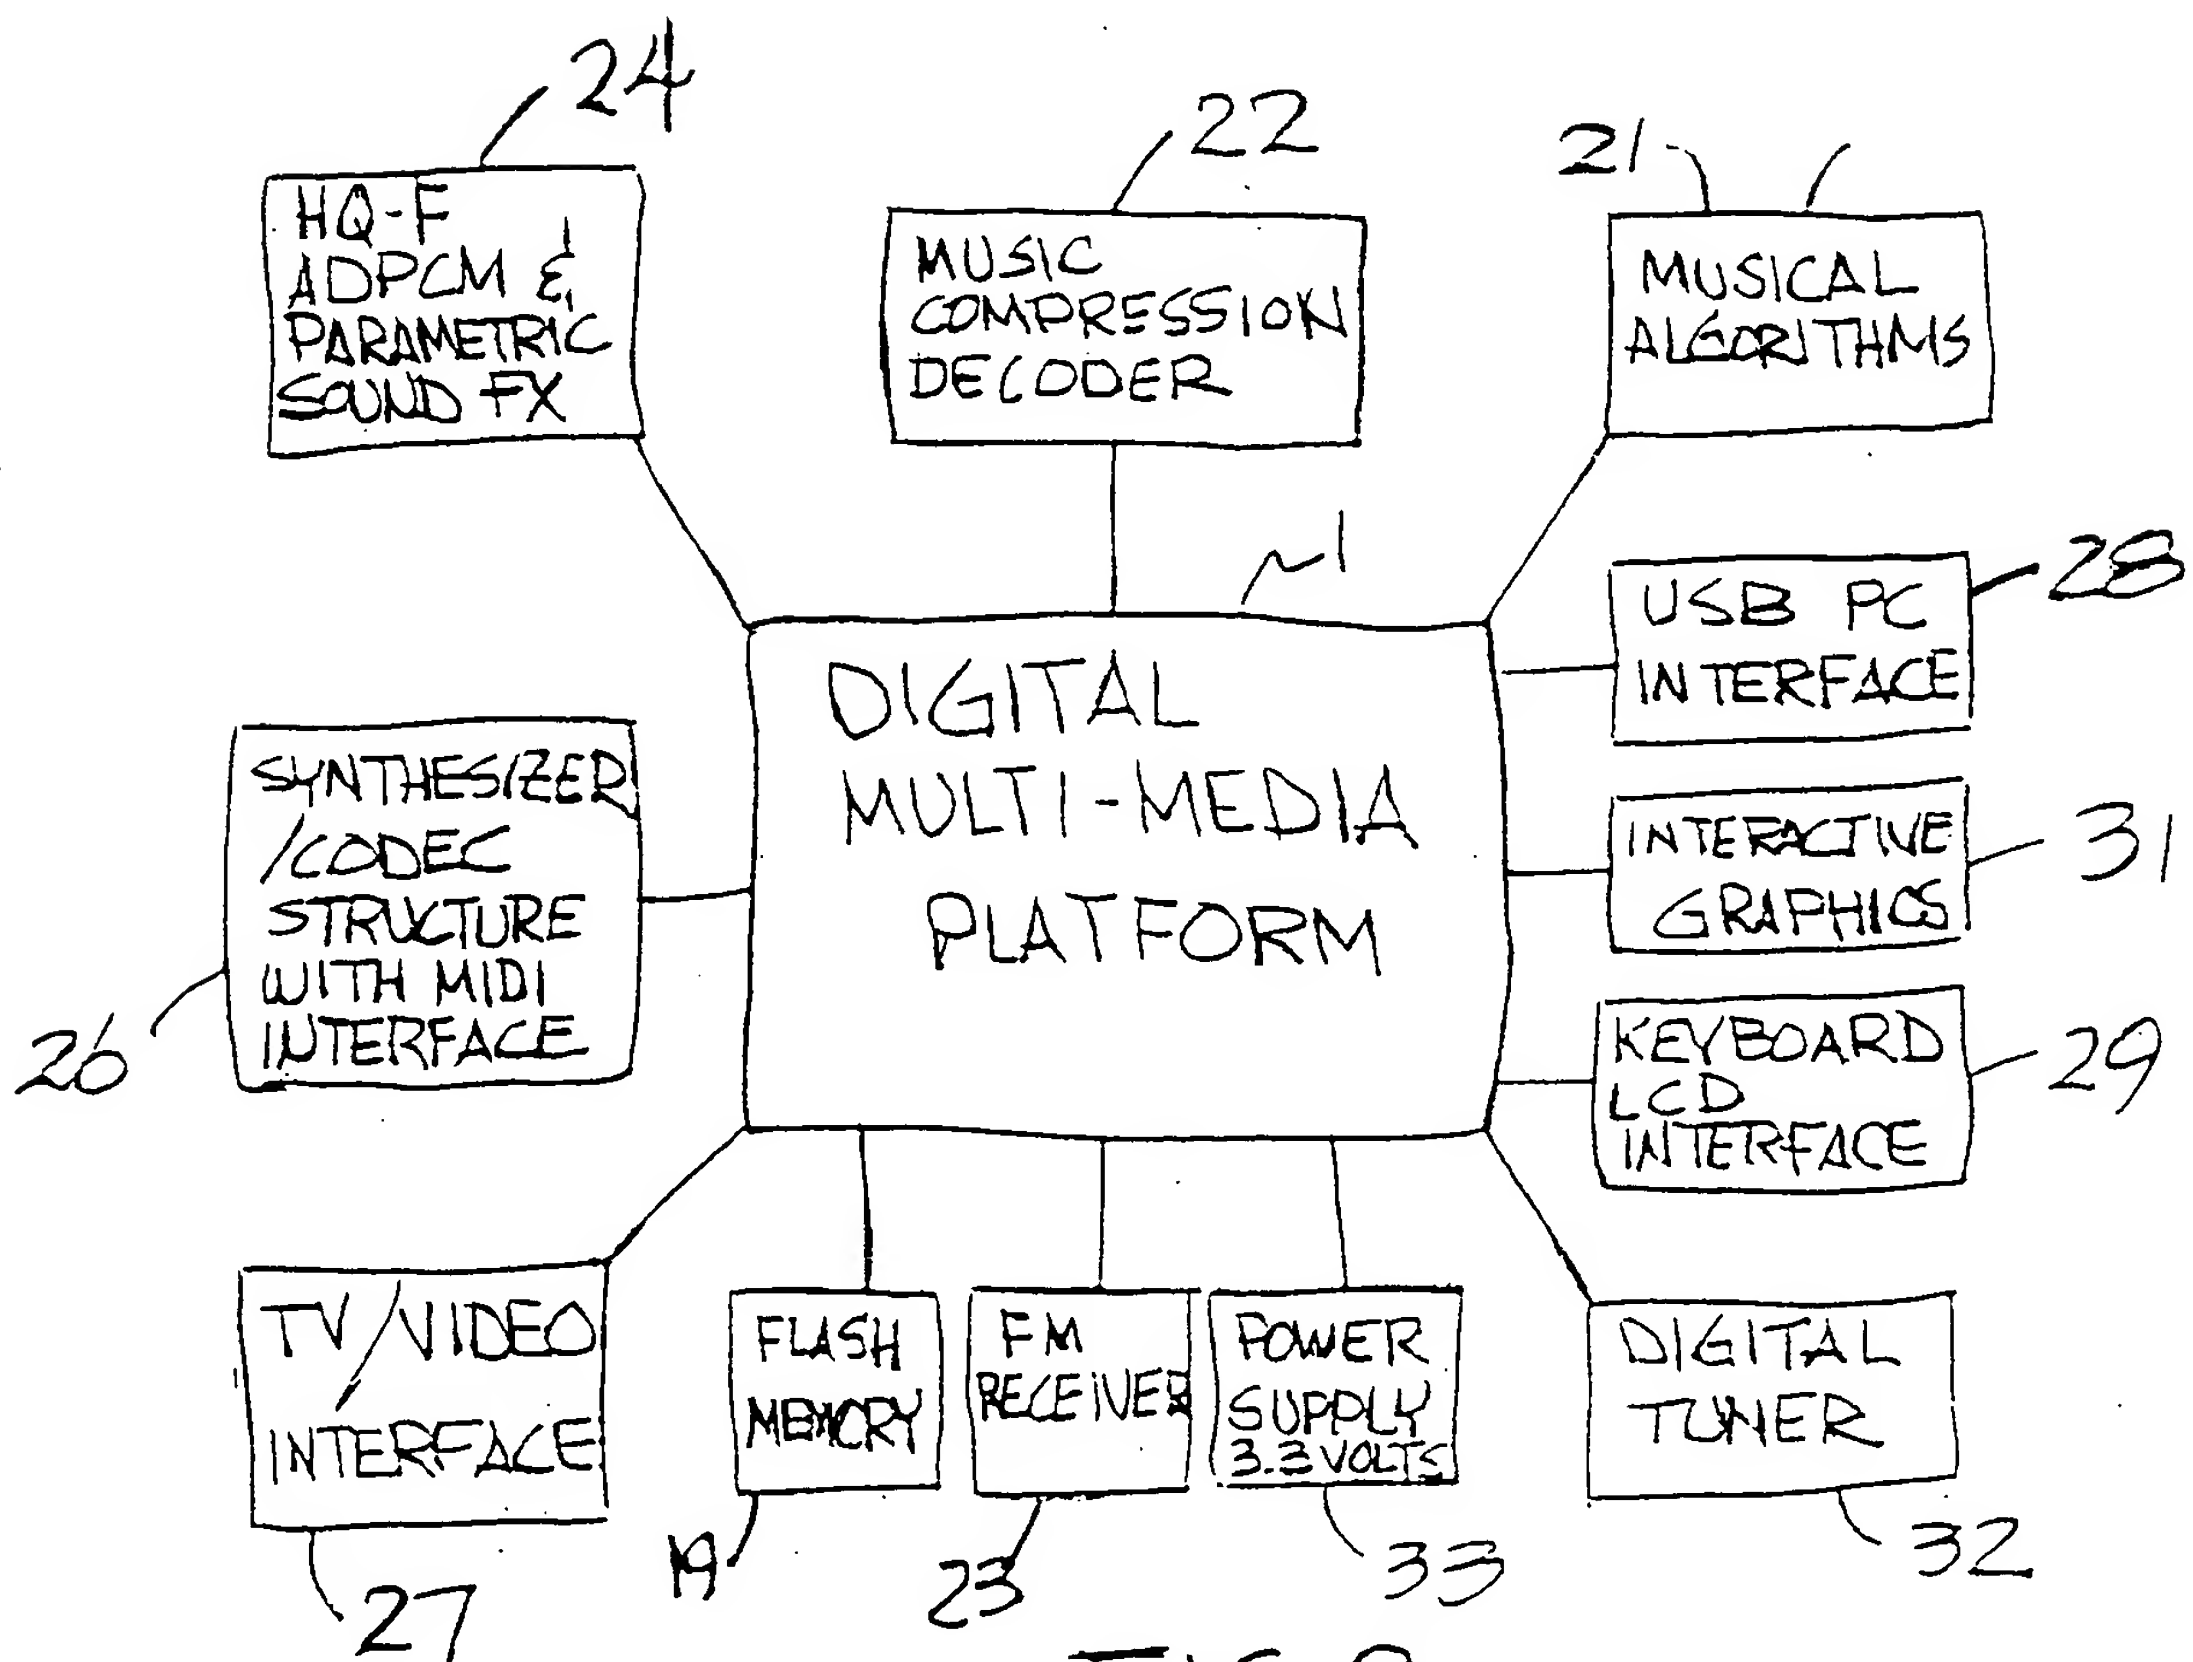 24
22
21
HQ-F
ADPCM &
PARAMETRIC
SOUND FX
MUSIC
COMPRESSION
DECODER
MUSICAL
ALGORITHMS
1
28
USB PC
INTERFACE
DIGITAL
MULTI-MEDIA
PLATFORM
SYNTHESIZER
/CODEC
STRUCTURE
WITH MIDI
INTERFACE
26
INTERACTIVE
GRAPHICS
31
KEYBOARD
LCD
INTERFACE
29
TV/VIDEO
INTERFACE
27
FLASH
MEMORY
19
FM
RECEIVER
23
POWER
SUPPLY
3.3 VOLTS
33
DIGITAL
TUNER
32